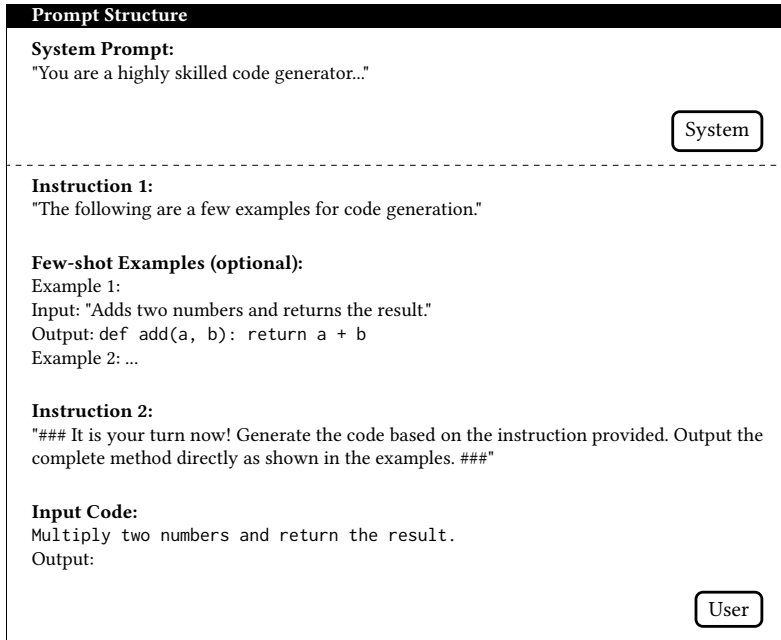 Prompt Structure
System Prompt:
"You are a highly skilled code generator..."
System
Instruction 1:
"The following are a few examples for code generation."
Few-shot Examples (optional):
Example 1:
Input: "Adds two numbers and returns the result."
Output: def add(a, b): return a + b
Example 2: ...
Instruction 2:
"### It is your turn now! Generate the code based on the instruction provided. Output the
complete method directly as shown in the examples. ###"
Input Code:
Multiply two numbers and return the result.
Output:
User